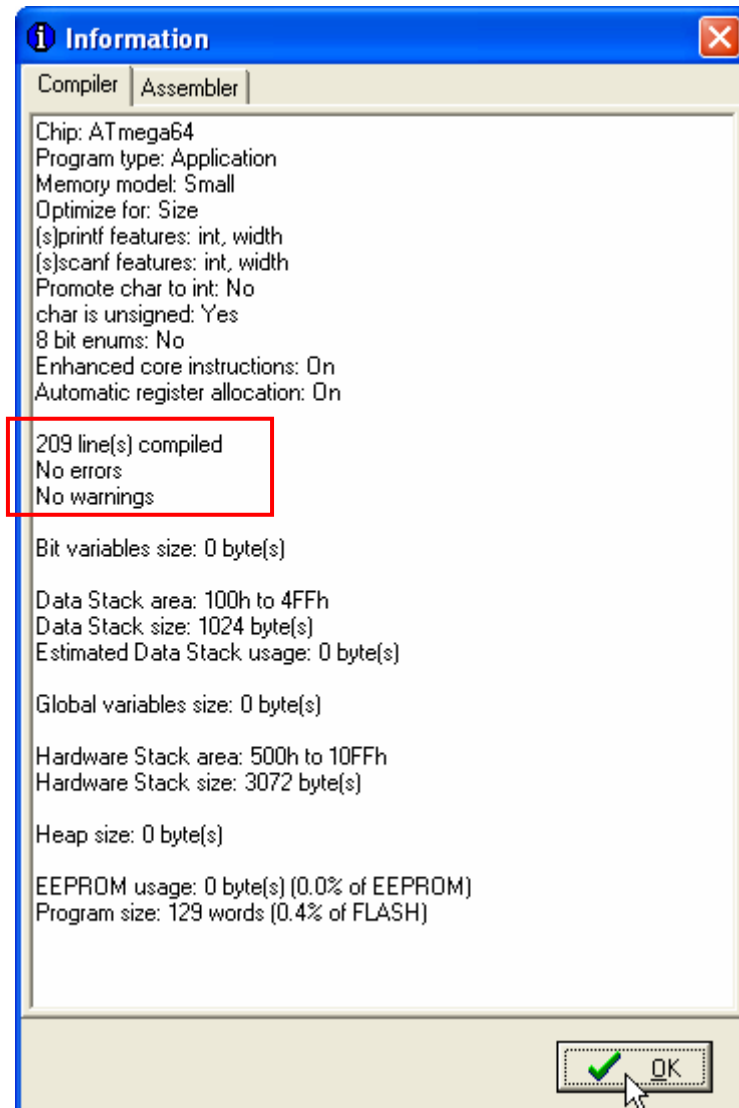 Information
Compiler
Assembler
Chip: ATmega64
Program type: Application
Memory model: Small
Optimize for: Size
(s)printf features: int, width
(s)scanf features: int, width
Promote char to int: No
char is unsigned: Yes
8 bit enums: No
Enhanced core instructions: On
Automatic register allocation: On
209 line(s) compiled
No errors
No warnings
Bit variables size: 0 byte(s)
Data Stack area: 100h to 4FFh
Data Stack size: 1024 byte(s)
Estimated Data Stack usage: 0 byte(s)
Global variables size: 0 byte(s)
Hardware Stack area: 500h to 10FFh
Hardware Stack size: 3072 byte(s)
Heap size: 0 byte(s)
EEPROM usage: 0 byte(s) (0.0% of EEPROM)
Program size: 129 words (0.4% of FLASH)
OK